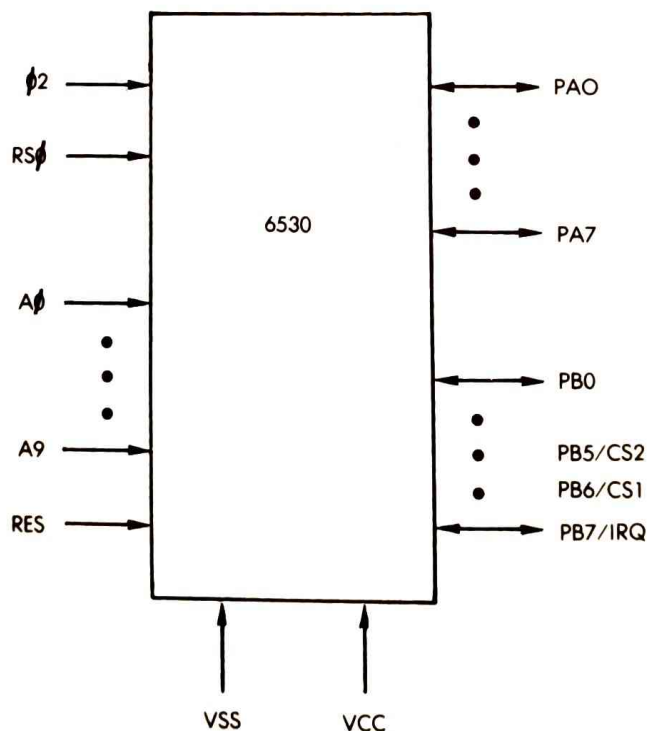 ϕ2
RSϕ
Aϕ
A9
RES
6530
PAO
PA7
PB0
PB5/CS2
PB6/CS1
PB7/IRQ
VSS
VCC